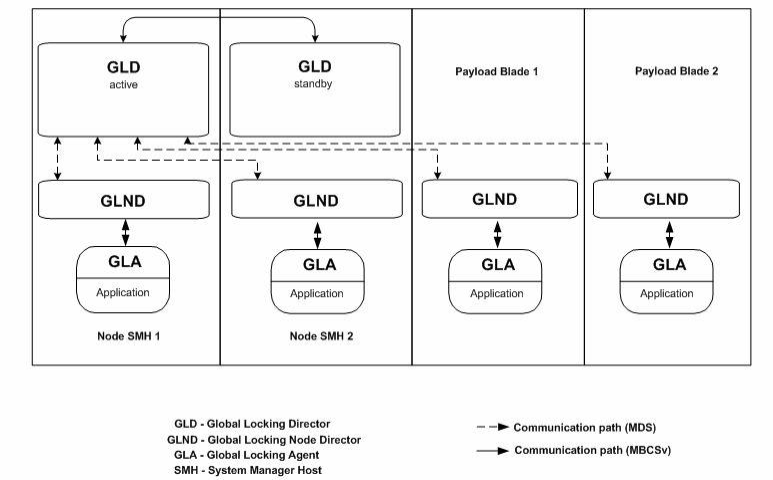 GLD
active
GLD
standby
Payload Blade 1
Payload Blade 2
GLND
GLND
GLND
GLND
GLA
Application
GLA
Application
GLA
Application
GLA
Application
Node SMH 1
Node SMH 2
GLD - Global Locking Director
GLND - Global Locking Node Director
GLA - Global Locking Agent
SMH - System Manager Host
Communication path (MDS)
Communication path (MBCSv)